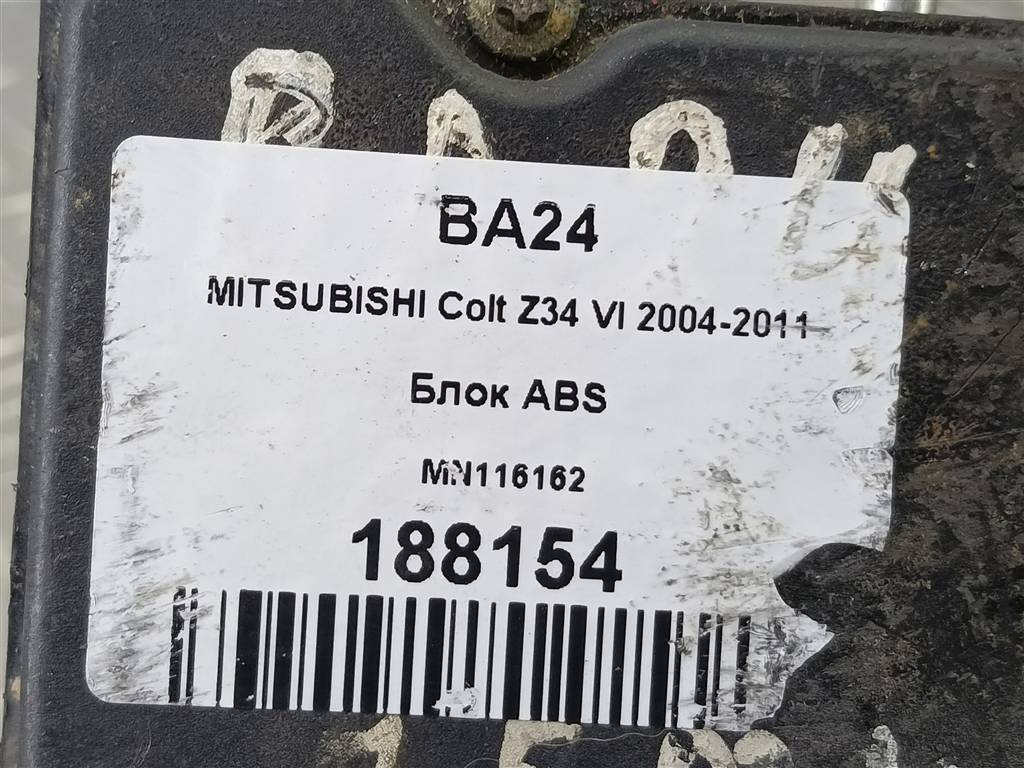 BA24
MITSUBISHI Colt Z34 VI 2004-2011
Блок ABS
MN116162
188154